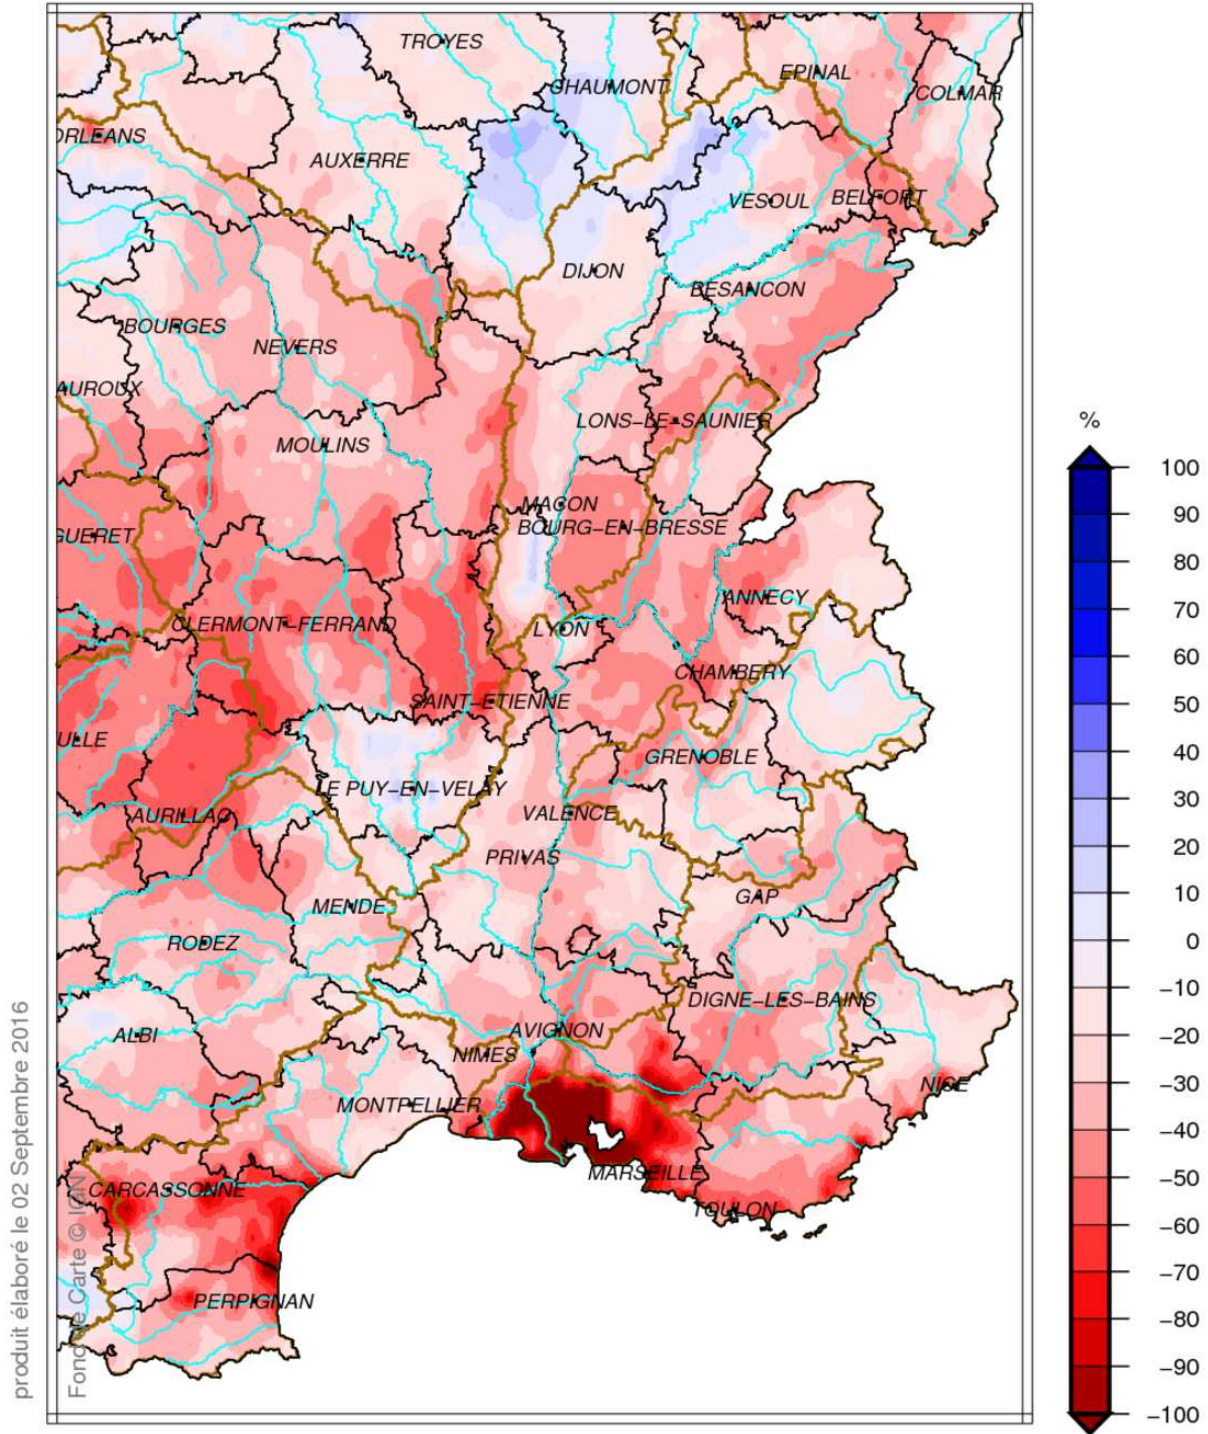 TROYES
CHAUMONT
EPINAL
COLMAR
ORLEANS
AUXERRE
VESOUL
BELFORT
DIJON
BESANCON
BOURGES
NEVERS
AUROUX
LONS-LE-SAUNIER
MOULINS
MACON
BOURG-EN-BRESSE
GUERET
ANNECY
CLERMONT-FERRAND
LYON
CHAMBERY
SAINT-ETIENNE
ULLE
GRENOBLE
LE PUY-EN-VELAY
AURILLAC
VALENCE
PRIVAS
GAP
MENDE
RODEZ
DIGNE-LES-BAINS
ALBI
AVIGNON
NIMES
NICE
MONTPELLIER
MARSEILLE
CARCASSONNE
TOULON
PERPIGNAN
%
100
90
80
70
60
50
40
30
20
10
0
-10
-20
-30
-40
-50
-60
-70
-80
-90
-100
produit élaboré le 02 Septembre 2016
Fond de Carte © IGN